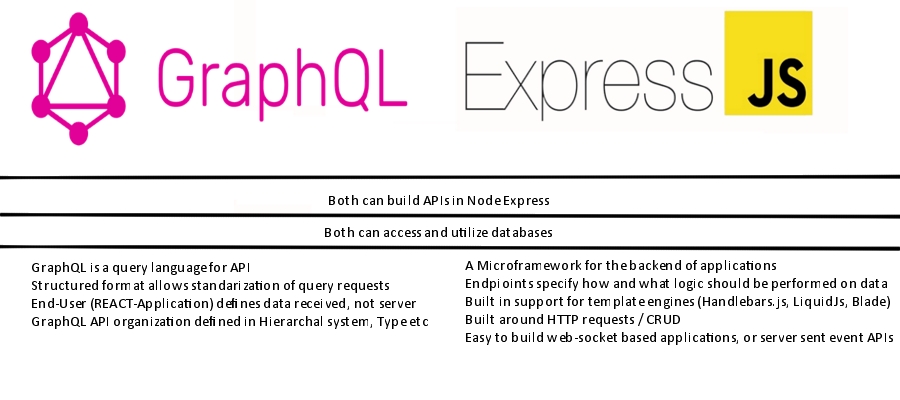 GraphQL
Express JS
Both can build APIs in Node Express
Both can access and utilize databases
GraphQL is a query language for API
Structured format allows standarization of query requests
End-User (REACT-Application) defines data received, not server
GraphQL API organization defined in Hierarchal system, Type etc
A Microframework for the backend of applications
Endpioints specify how and what logic should be performed on data
Built in support for template engines (Handlebars.js, LiquidJs, Blade)
Built around HTTP requests / CRUD
Easy to build web-socket based applications, or server sent event APIs